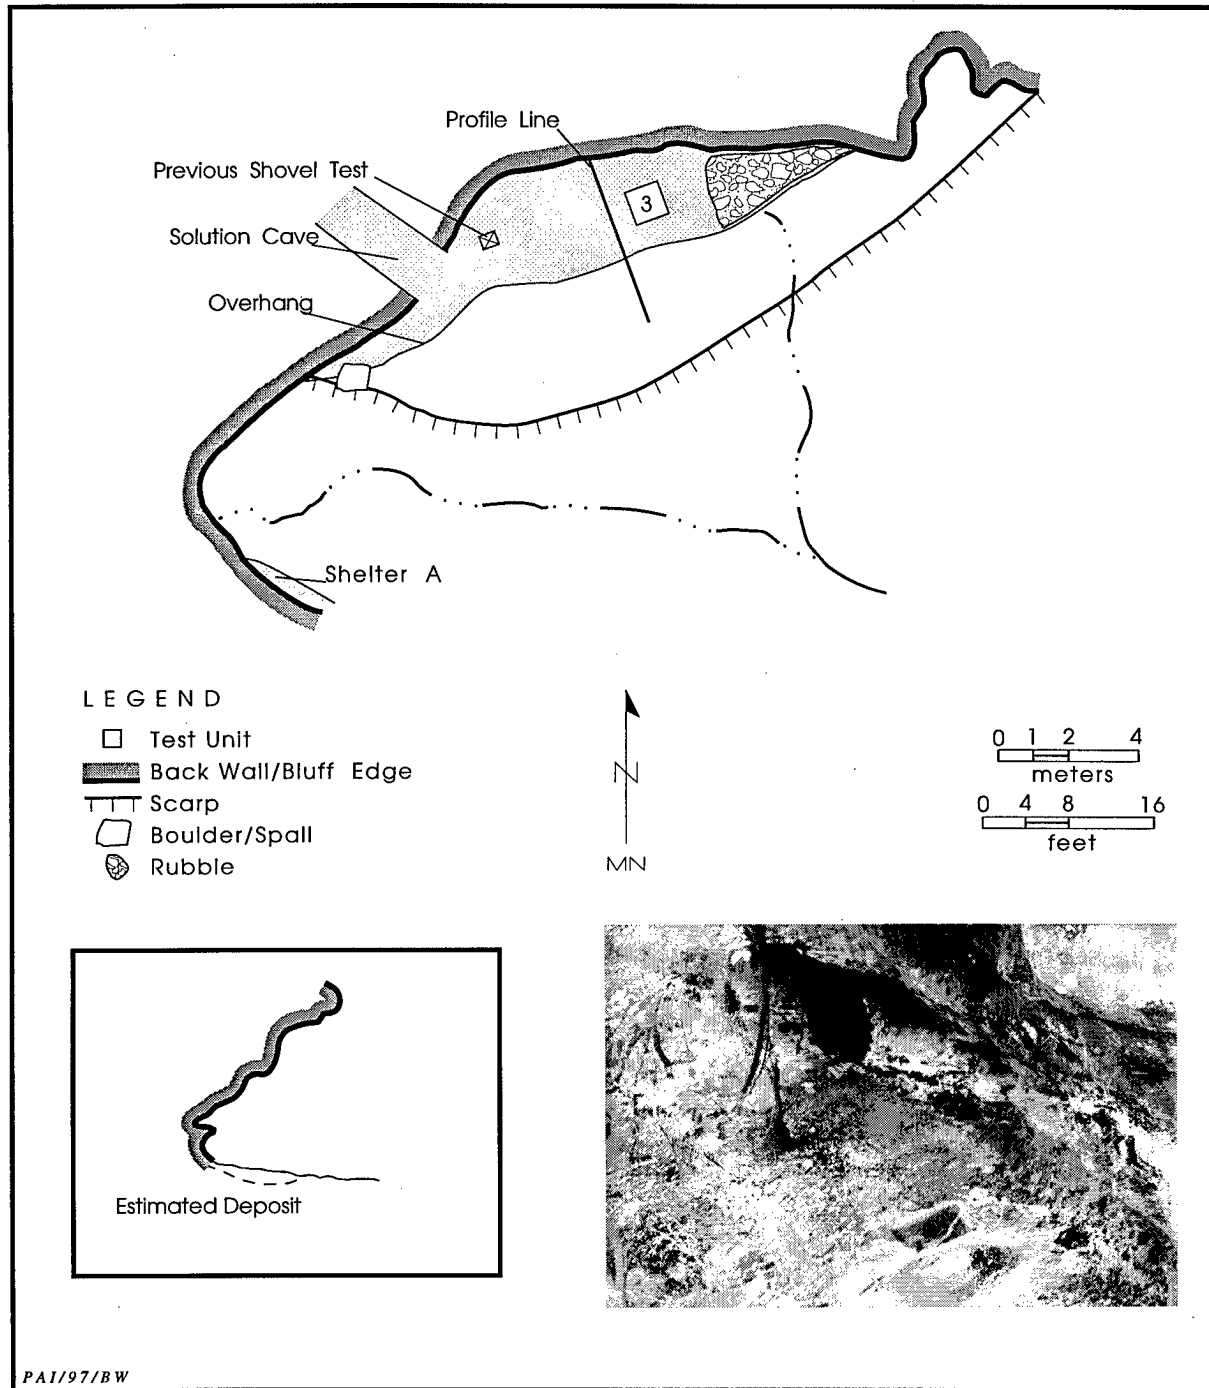 Profile Line
Previous Shovel Test
3
Solution Cave
Overhang
Shelter A
LEGEND
Test Unit
Back Wall/Bluff Edge
Scarp
Boulder/Spall
Rubble
N
MN
0 1 2 4
meters
0 4 8 16
feet
Estimated Deposit
PAI/97/BW